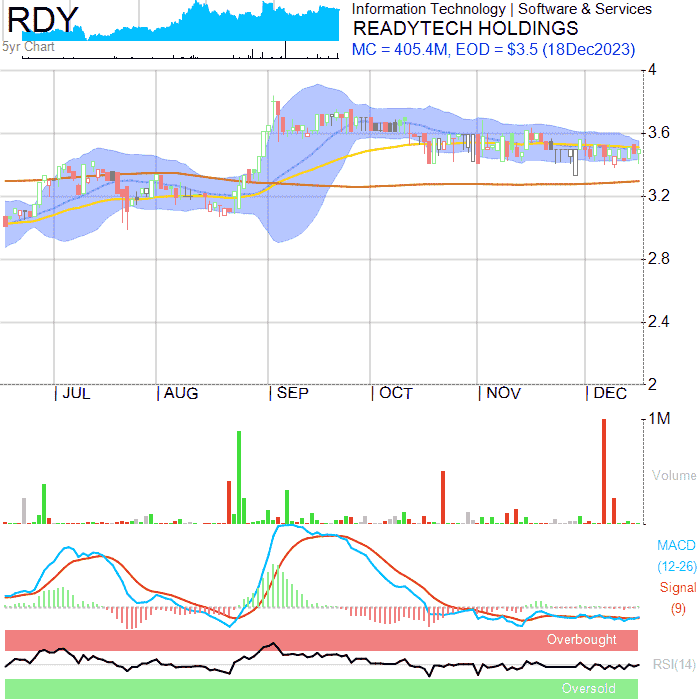 RDY
5yr Chart
Information Technology | Software & Services
READYTECH HOLDINGS
MC = 405.4M, EOD = $3.5 (18Dec2023)
4
3.6
3.2
2.8
2.4
2
JUL AUG SEP OCT NOV DEC
1M
Volume
MACD
(12-26)
Signal
(9)
Overbought
RSI(14)
Oversold